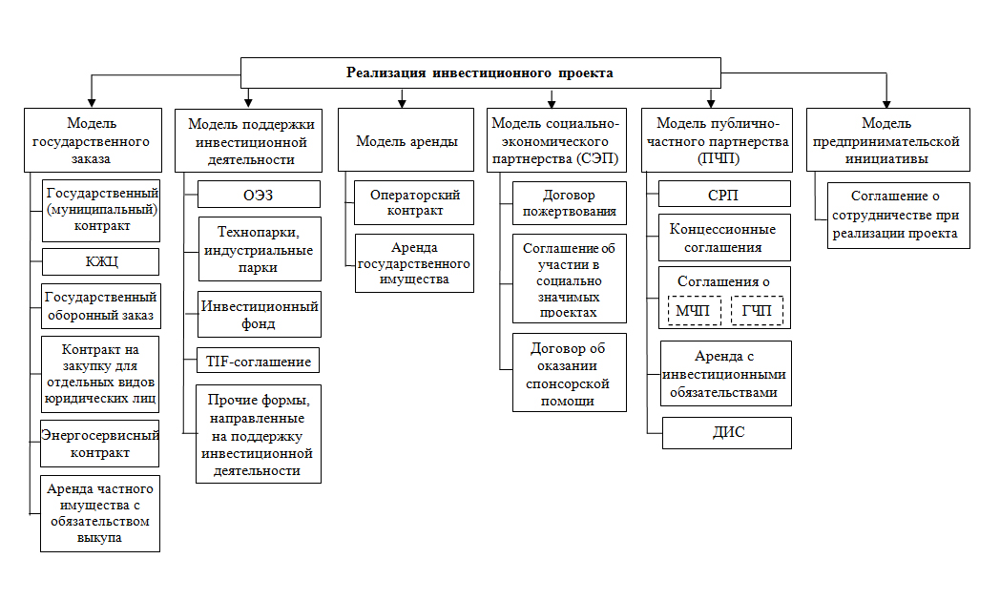 Реализация инвестиционного проекта
Модель
государственного
заказа
Государственный
(муниципальный)
контракт
КЖЦ
Государственный
оборонный заказ
Контракт на
закупку для
отдельных видов
юридических лиц
Энергосервисный
контракт
Аренда частного
имущества с
обязательством
выкупа
Модель поддержки
инвестиционной
деятельности
ОЭЗ
Технопарки,
индустриальные
парки
Инвестиционный
фонд
TIF-соглашение
Прочие формы,
направленные
на поддержку
инвестиционной
деятельности
Модель аренды
Операторский
контракт
Аренда
государственного
имущества
Модель социально-
экономического
партнерства (СЭП)
Договор
пожертвования
Соглашение об
участии в
социально
значимых
проектах
Договор об
оказании
спонсорской
помощи
Модель публично-
частного партнерства
(ПЧП)
СРП
Концессионные
соглашения
Соглашения о
МЧП ГЧП
Аренда с
инвестиционными
обязательствами
ДИС
Модель
предпринимательской
инициативы
Соглашение о
сотрудничестве при
реализации проекта